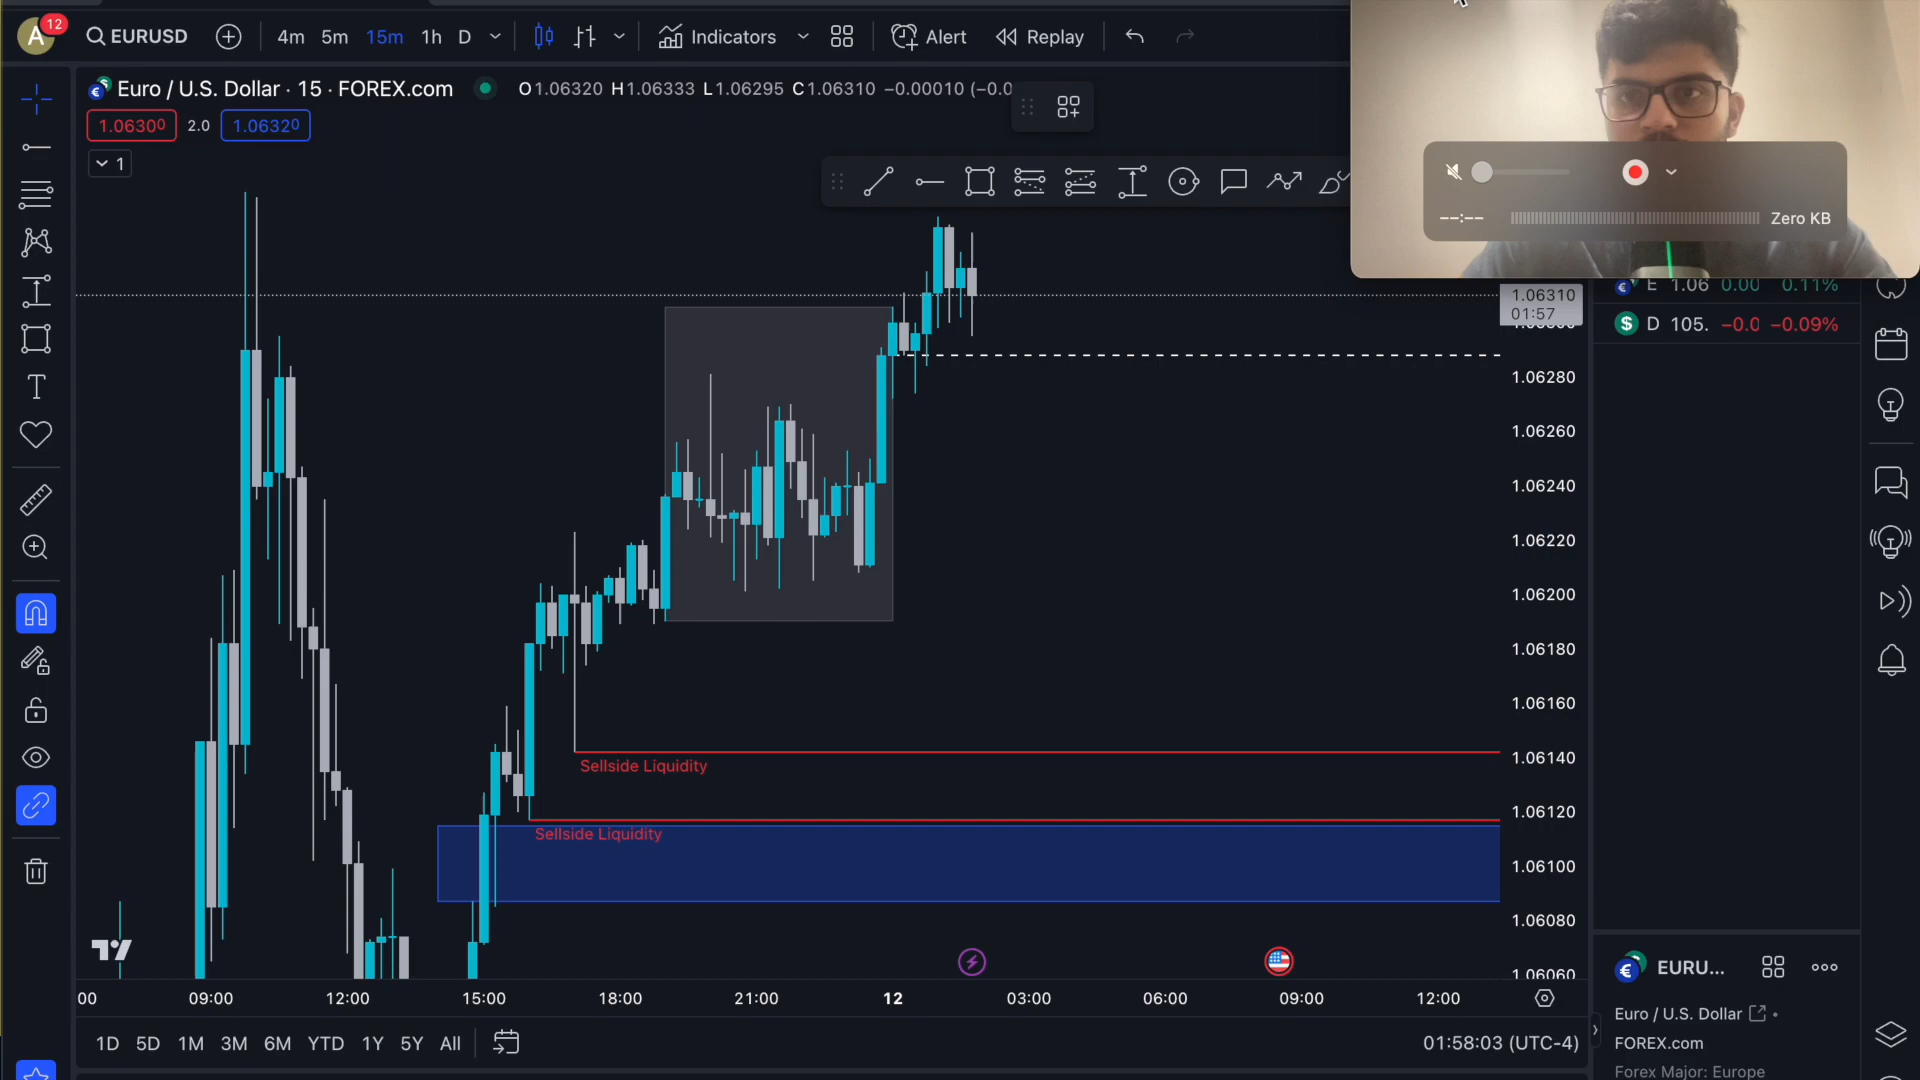 A
12
EURUSD
4m 5m 15m 1h D
Indicators
Alert
Replay
Euro / U.S. Dollar · 15 · FOREX.com
O1.06320 H1.06333 L1.06295 C1.06310 −0.00010 (−0.0
1.06300 2.0 1.06320
1
--:--
Zero KB
E 1.06 0.00 0.11%
D 105. −0.0 −0.09%
1.06310
01:57
1.06280
1.06260
1.06240
1.06220
1.06200
1.06180
1.06160
1.06140
Sellside Liquidity
1.06120
Sellside Liquidity
1.06100
1.06080
1.06060
00 09:00 12:00 15:00 18:00 21:00 12 03:00 06:00 09:00 12:00
1D 5D 1M 3M 6M YTD 1Y 5Y All
01:58:03 (UTC-4)
EURU...
Euro / U.S. Dollar
FOREX.com
Forex Major: Europe